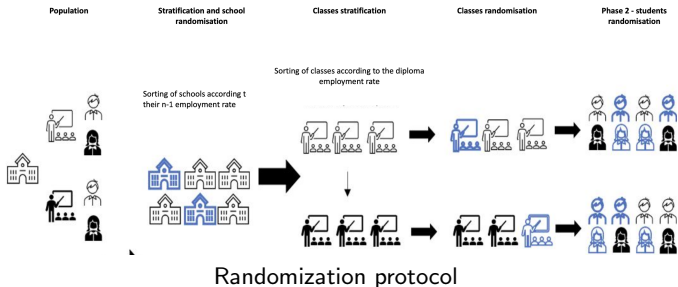 Population
Stratification and school
randomisation
Classes stratification
Classes randomisation
Phase 2 - students
randomisation
Sorting of schools according t
their n-1 employment rate
Sorting of classes according to the diploma
employment rate
Randomization protocol